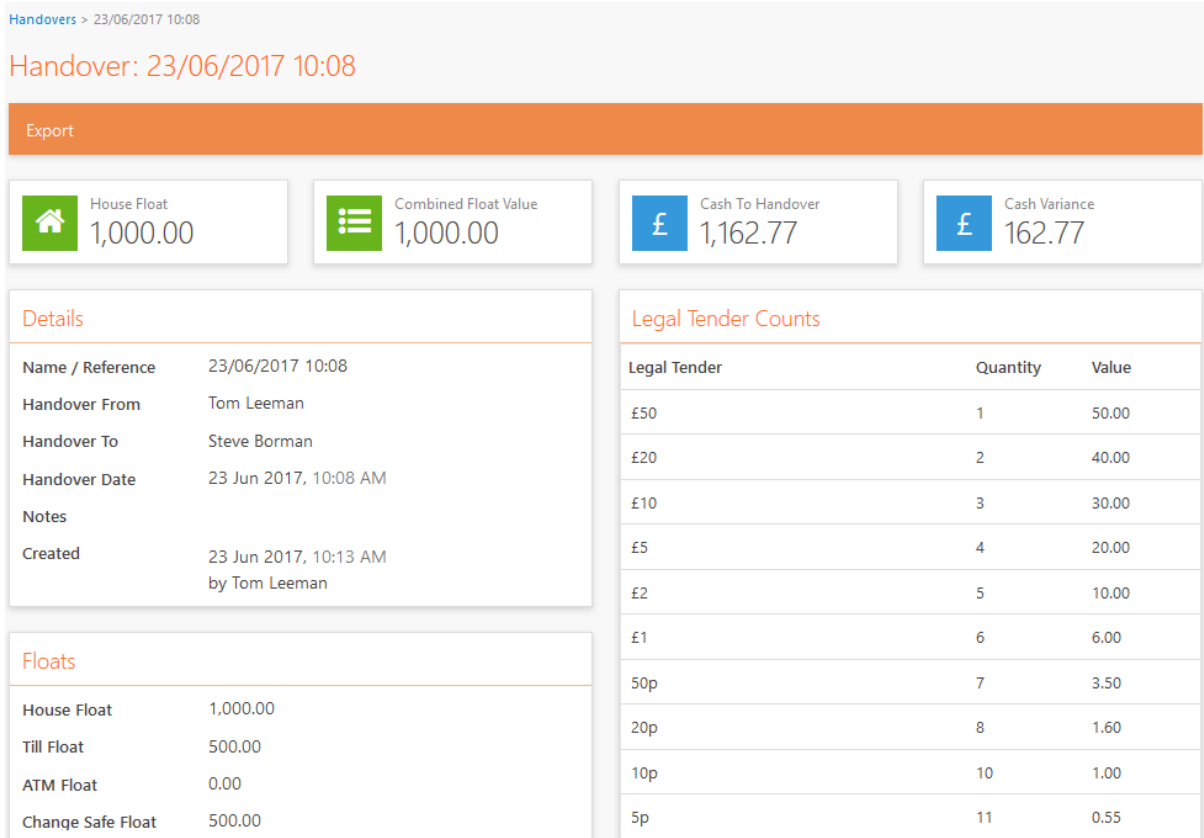 Handovers > 23/06/2017 10:08
Handover: 23/06/2017 10:08
Export
House Float
1,000.00
Combined Float Value
1,000.00
£
Cash To Handover
1,162.77
£
Cash Variance
162.77
Details
Name / Reference 23/06/2017 10:08
Handover From Tom Leeman
Handover To Steve Borman
Handover Date 23 Jun 2017, 10:08 AM
Notes
Created 23 Jun 2017, 10:13 AM
by Tom Leeman
Floats
House Float 1,000.00
Till Float 500.00
ATM Float 0.00
Change Safe Float 500.00
Legal Tender Counts
Legal Tender Quantity Value
£50 1 50.00
£20 2 40.00
£10 3 30.00
£5 4 20.00
£2 5 10.00
£1 6 6.00
50p 7 3.50
20p 8 1.60
10p 10 1.00
5p 11 0.55